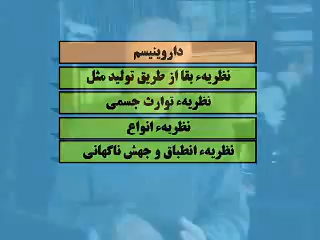 داروینیسم
نظریهء بقا از طریق تولید مثل
نظریهء توارث جسمی
نظریهء انواع
نظریهء انطباق و جهش ناگهانی